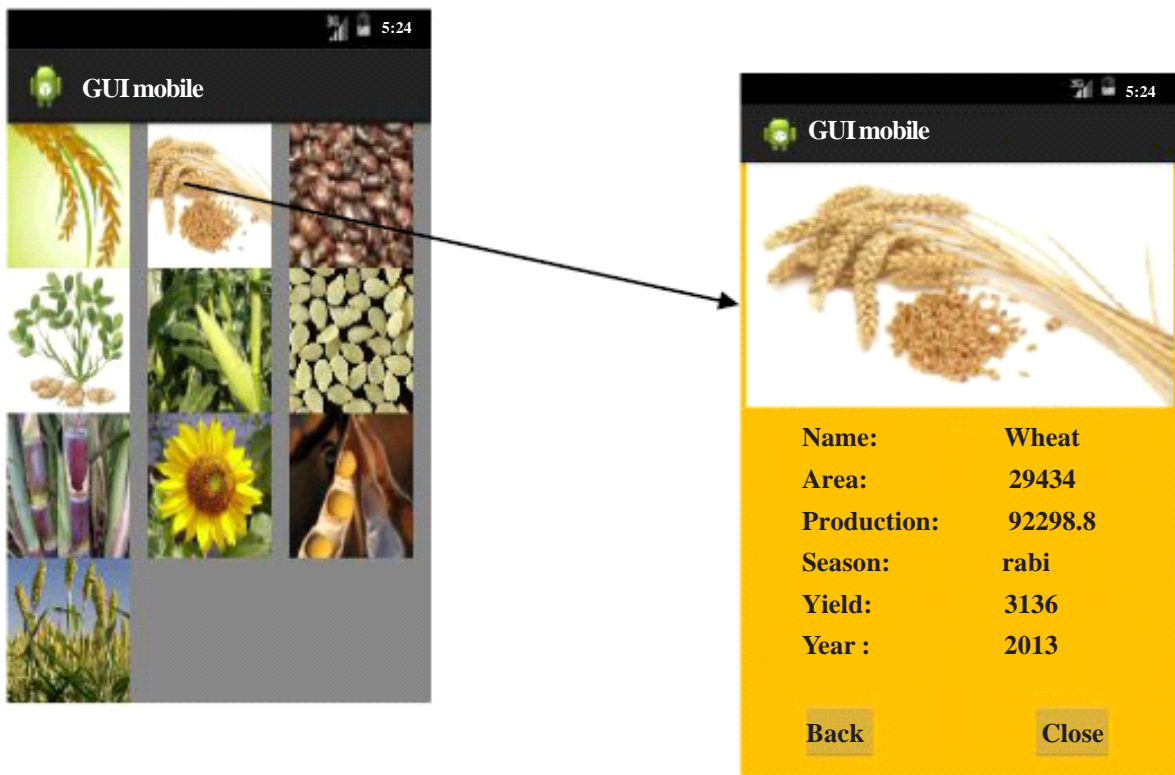 5:24
GUI mobile
3G
5:24
GUI mobile
Name: Wheat
Area: 29434
Production: 92298.8
Season: rabi
Yield: 3136
Year : 2013
Back Close